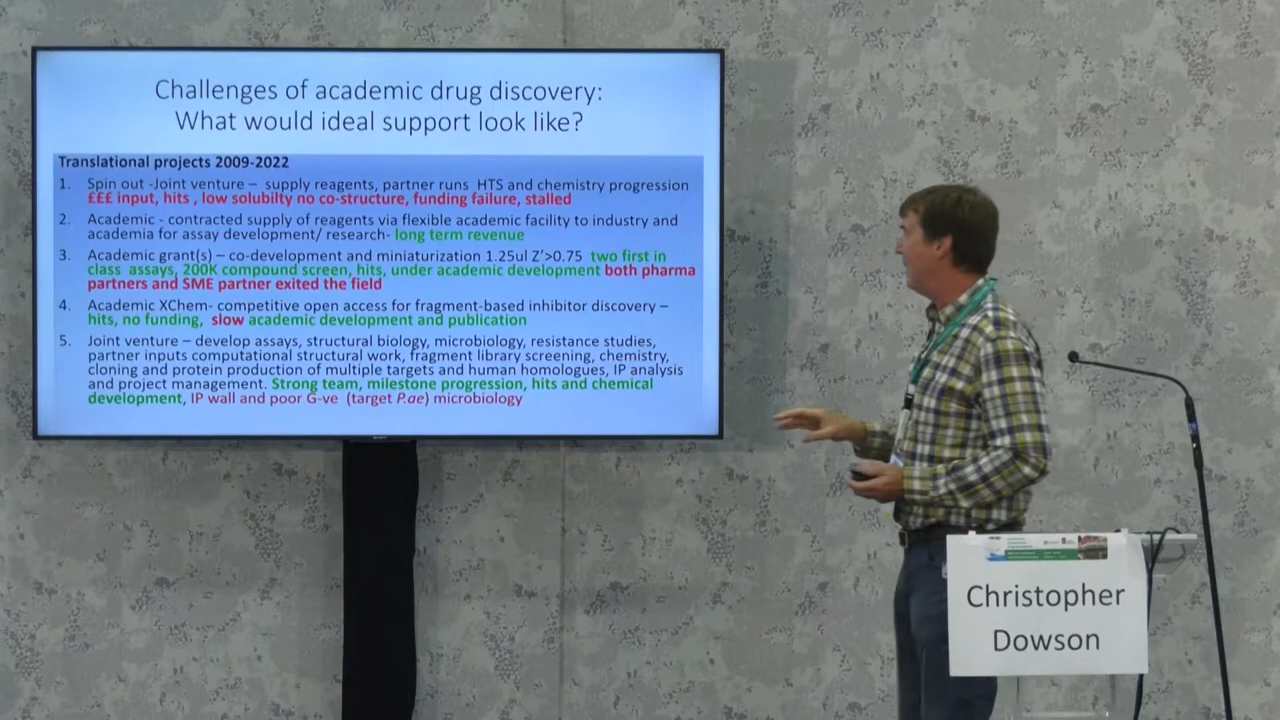 Challenges of academic drug discovery:
What would ideal support look like?
Translational projects 2009-2022
1. Spin out -Joint venture – supply reagents, partner runs HTS and chemistry progression
£££ input, hits , low solubilty no co-structure, funding failure, stalled
2. Academic - contracted supply of reagents via flexible academic facility to industry and
academia for assay development/ research- long term revenue
3. Academic grant(s) – co-development and miniaturization 1.25ul Z’>0.75 two first in
class assays, 200K compound screen, hits, under academic development both pharma
partners and SME partner exited the field
4. Academic XChem- competitive open access for fragment-based inhibitor discovery –
hits, no funding, slow academic development and publication
5. Joint venture – develop assays, structural biology, microbiology, resistance studies,
partner inputs computational structural work, fragment library screening, chemistry,
cloning and protein production of multiple targets and human homologues, IP analysis
and project management. Strong team, milestone progression, hits and chemical
development, IP wall and poor G-ve (target P.ae) microbiology
Christopher
Dowson